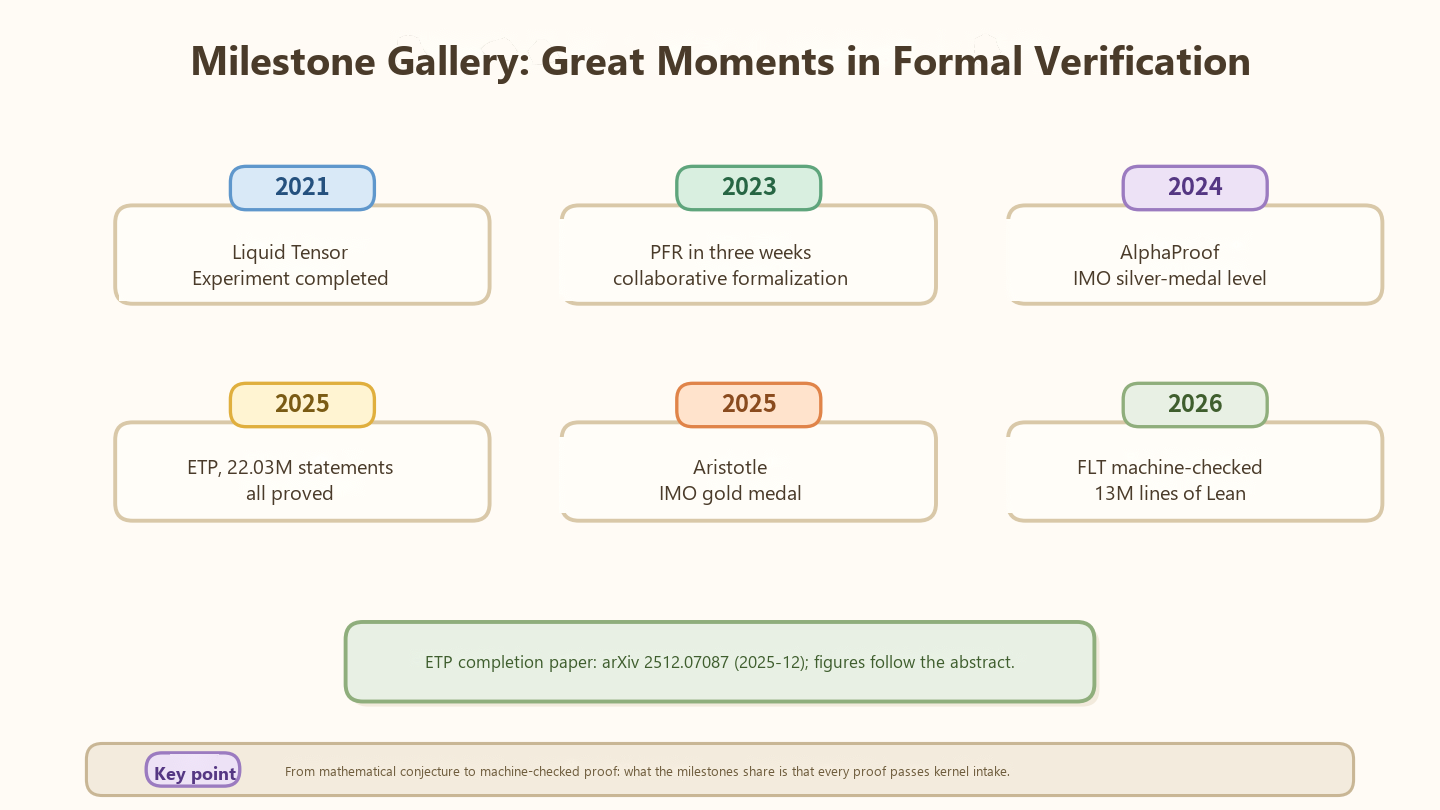 Milestone Gallery: Great Moments in Formal Verification
2021
Liquid Tensor
Experiment completed
2023
PFR in three weeks
collaborative formalization
2024
AlphaProof
IMO silver-medal level
2025
ETP, 22.03M statements
all proved
2025
Aristotle
IMO gold medal
2026
FLT machine-checked
13M lines of Lean
ETP completion paper: arXiv 2512.07087 (2025-12); figures follow the abstract.
Key point
From mathematical conjecture to machine-checked proof: what the milestones share is that every proof passes kernel intake.